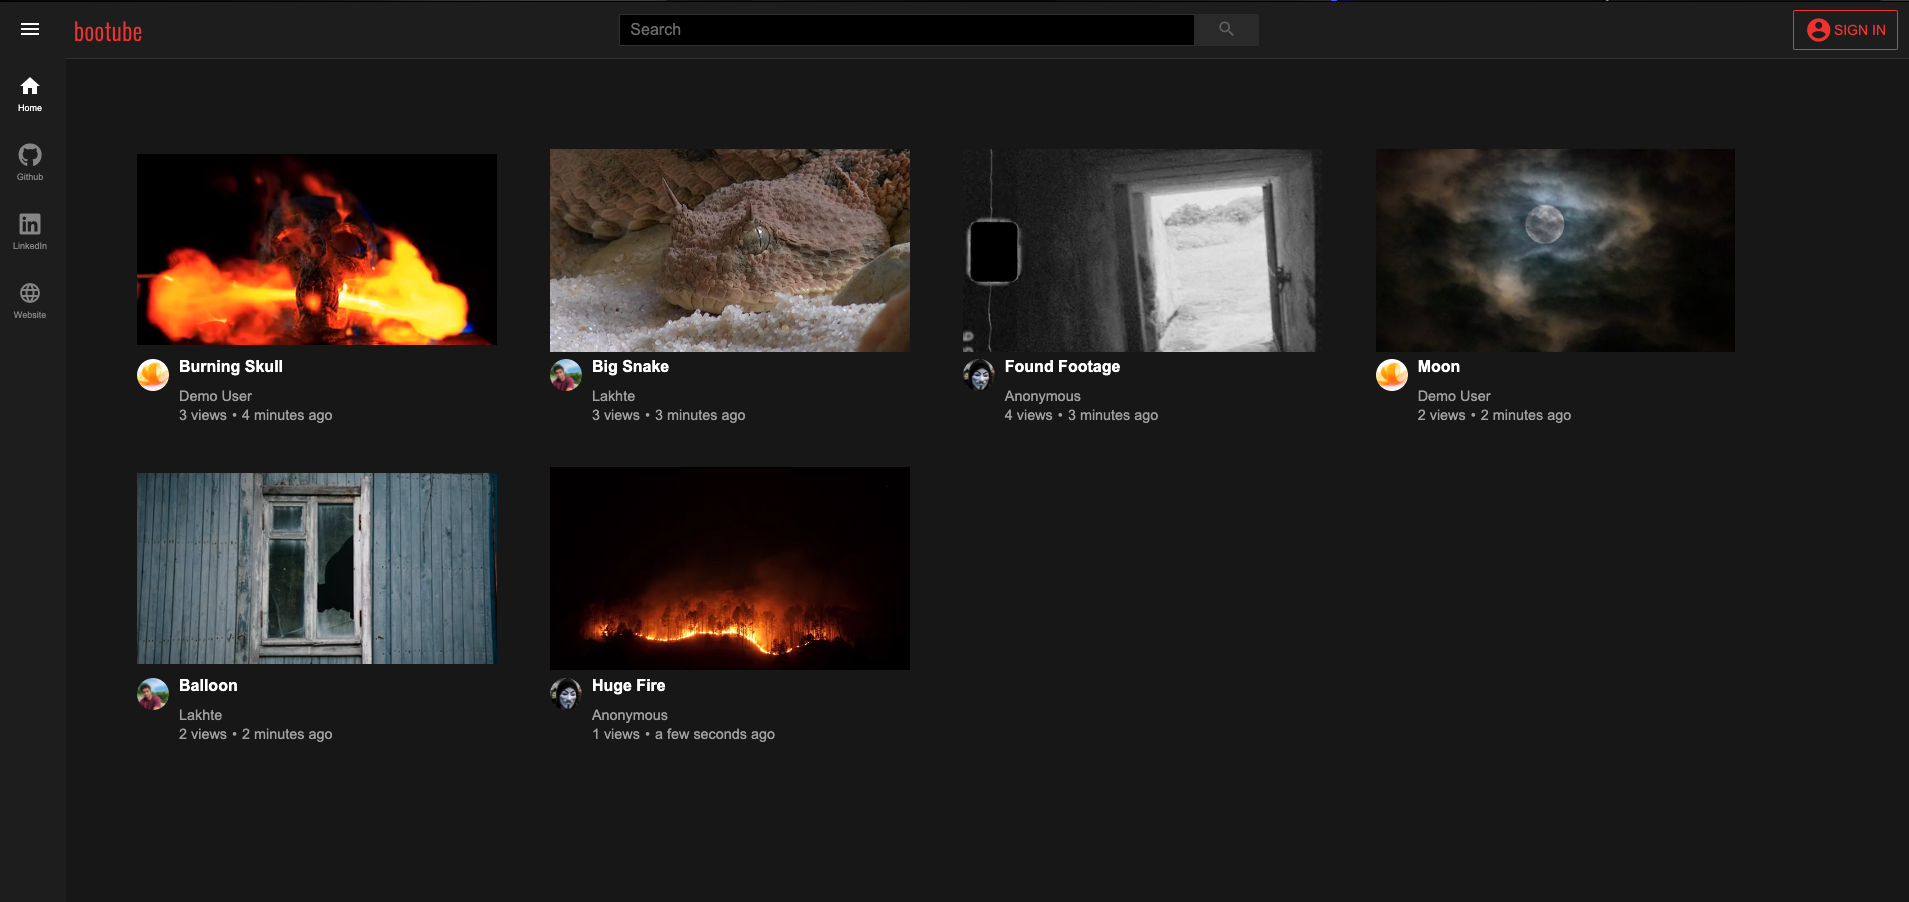 bootube
Search
SIGN IN
Home
Github
LinkedIn
Website
Burning Skull
Demo User
3 views • 4 minutes ago
Big Snake
Lakhte
3 views • 3 minutes ago
Found Footage
Anonymous
4 views • 3 minutes ago
Moon
Demo User
2 views • 2 minutes ago
Balloon
Lakhte
2 views • 2 minutes ago
Huge Fire
Anonymous
1 views • a few seconds ago